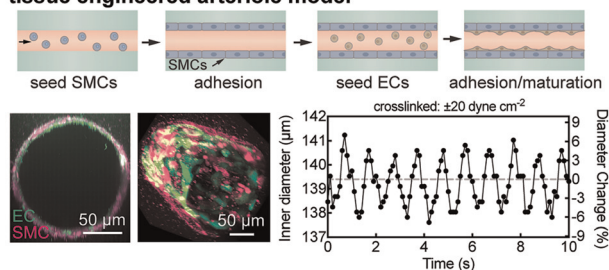 tissue engineered arteriole model
seed SMCs
SMCs
adhesion
seed ECs
adhesion/maturation
EC
SMC
50 µm
50 µm
crosslinked: ±20 dyne cm-2
Inner diameter (µm)
142
141
140
139
138
137
9
6
3
0
-3
-6
-9
Diameter Change (%)
0
2
4
6
8
10
Time (s)